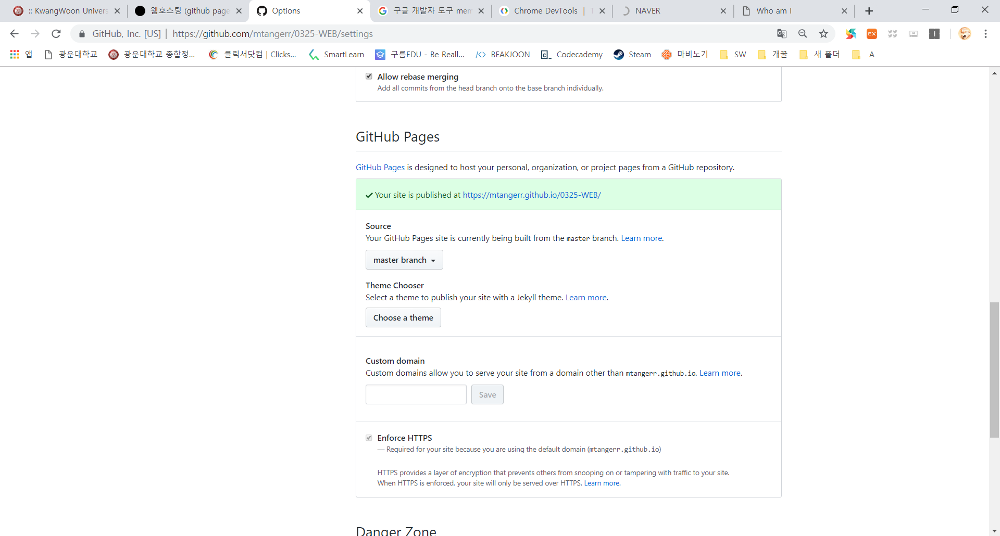 :: KwangWoon Univers
웹호스팅 (github page
Options
구글 개발자 도구 mem
Chrome DevTools |
NAVER
Who am I
GitHub, Inc. [US] | https://github.com/mtangerr/0325-WEB/settings
앱
광운대학교
광운대학교 종합정...
클릭서닷컴 | Clicks...
SmartLearn
구름EDU - Be Reall...
BEAKJOON
Codecademy
Steam
마비노기
SW
개꿀
새 폴더
A
Allow rebase merging
Add all commits from the head branch onto the base branch individually.
GitHub Pages
GitHub Pages is designed to host your personal, organization, or project pages from a GitHub repository.
Your site is published at https://mtangerr.github.io/0325-WEB/
Source
Your GitHub Pages site is currently being built from the master branch. Learn more.
master branch
Theme Chooser
Select a theme to publish your site with a Jekyll theme. Learn more.
Choose a theme
Custom domain
Custom domains allow you to serve your site from a domain other than mtangerr.github.io. Learn more.
Save
Enforce HTTPS
— Required for your site because you are using the default domain (mtangerr.github.io)
HTTPS provides a layer of encryption that prevents others from snooping on or tampering with traffic to your site.
When HTTPS is enforced, your site will only be served over HTTPS. Learn more.
Danger Zone